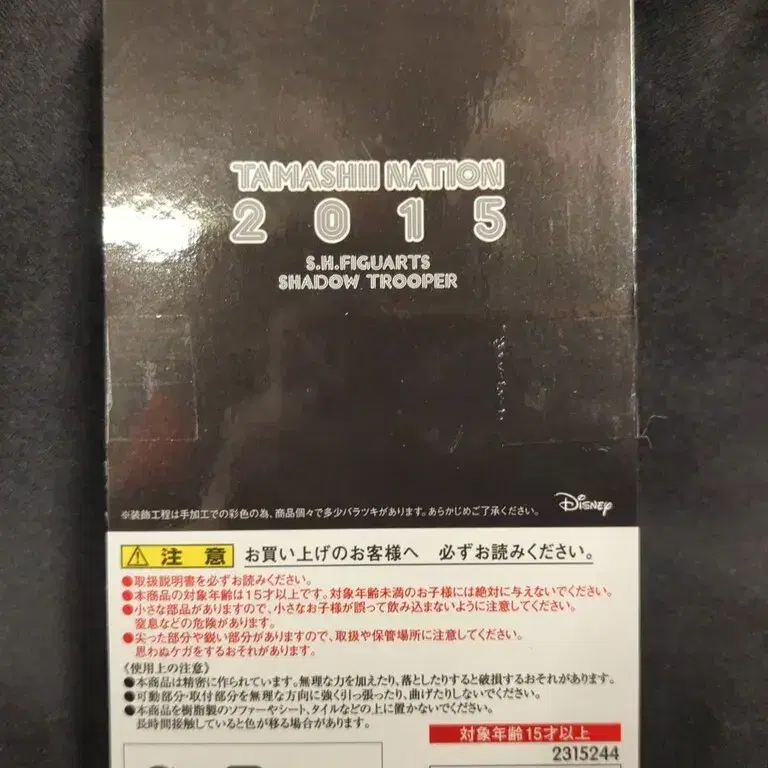 TAMASHII NATION
2015
S.H.FIGUARTS
SHADOW TROOPER
※装飾工程は手加工での彩色の為、商品個々で多少バラツキがあります。あらかじめご了承ください。
Disney
注意 お買い上げのお客様へ 必ずお読みください。
●取扱説明書を必ずお読みください。
●本商品の対象年齢は15才以上です。対象年齢未満のお子様には絶対に与えないでください。
●小さな部品がありますので、小さなお子様が誤って飲み込まないように注意してください。
窒息などの危険があります。
●尖った部分や鋭い部分がありますので、取扱や保管場所に注意してください。
思わぬケガをするおそれがあります。
〈使用上の注意〉
●本商品は精密に作られています。無理な力を加えたり、落としたりすると破損するおそれがあります。
●可動部分・取付部分を無理な方向に強く引っ張ったり、曲げたりしないでください。
●本商品を樹脂製のソファーやシート、タイルなどの上に置かないでください。
長時間接触していると色が移る場合があります。
対象年齢15才以上
2315244